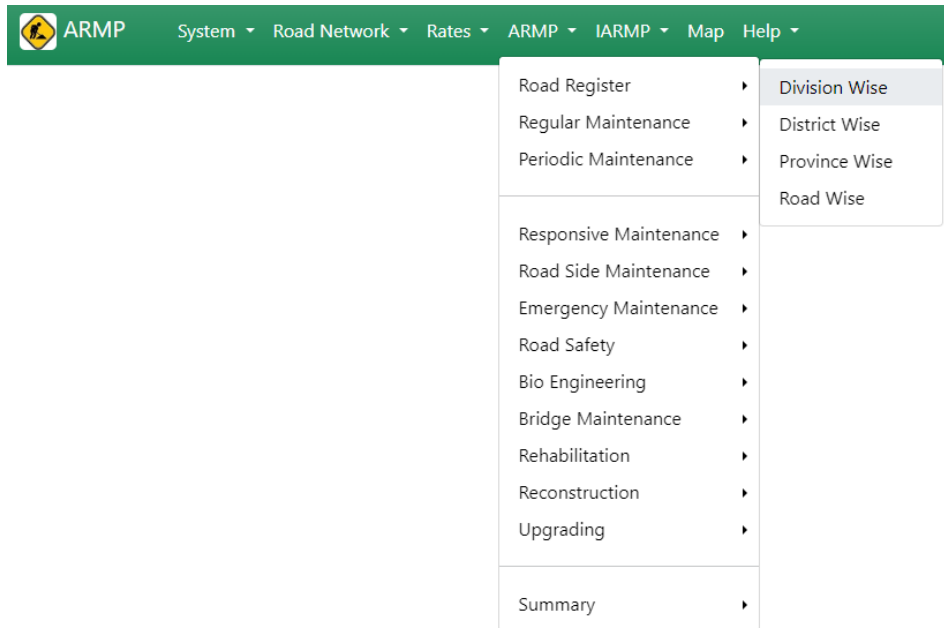 ARMP System Road Network Rates ARMP IARMP Map Help
Road Register
Regular Maintenance
Periodic Maintenance
Responsive Maintenance
Road Side Maintenance
Emergency Maintenance
Road Safety
Bio Engineering
Bridge Maintenance
Rehabilitation
Reconstruction
Upgrading
Summary
Division Wise
District Wise
Province Wise
Road Wise